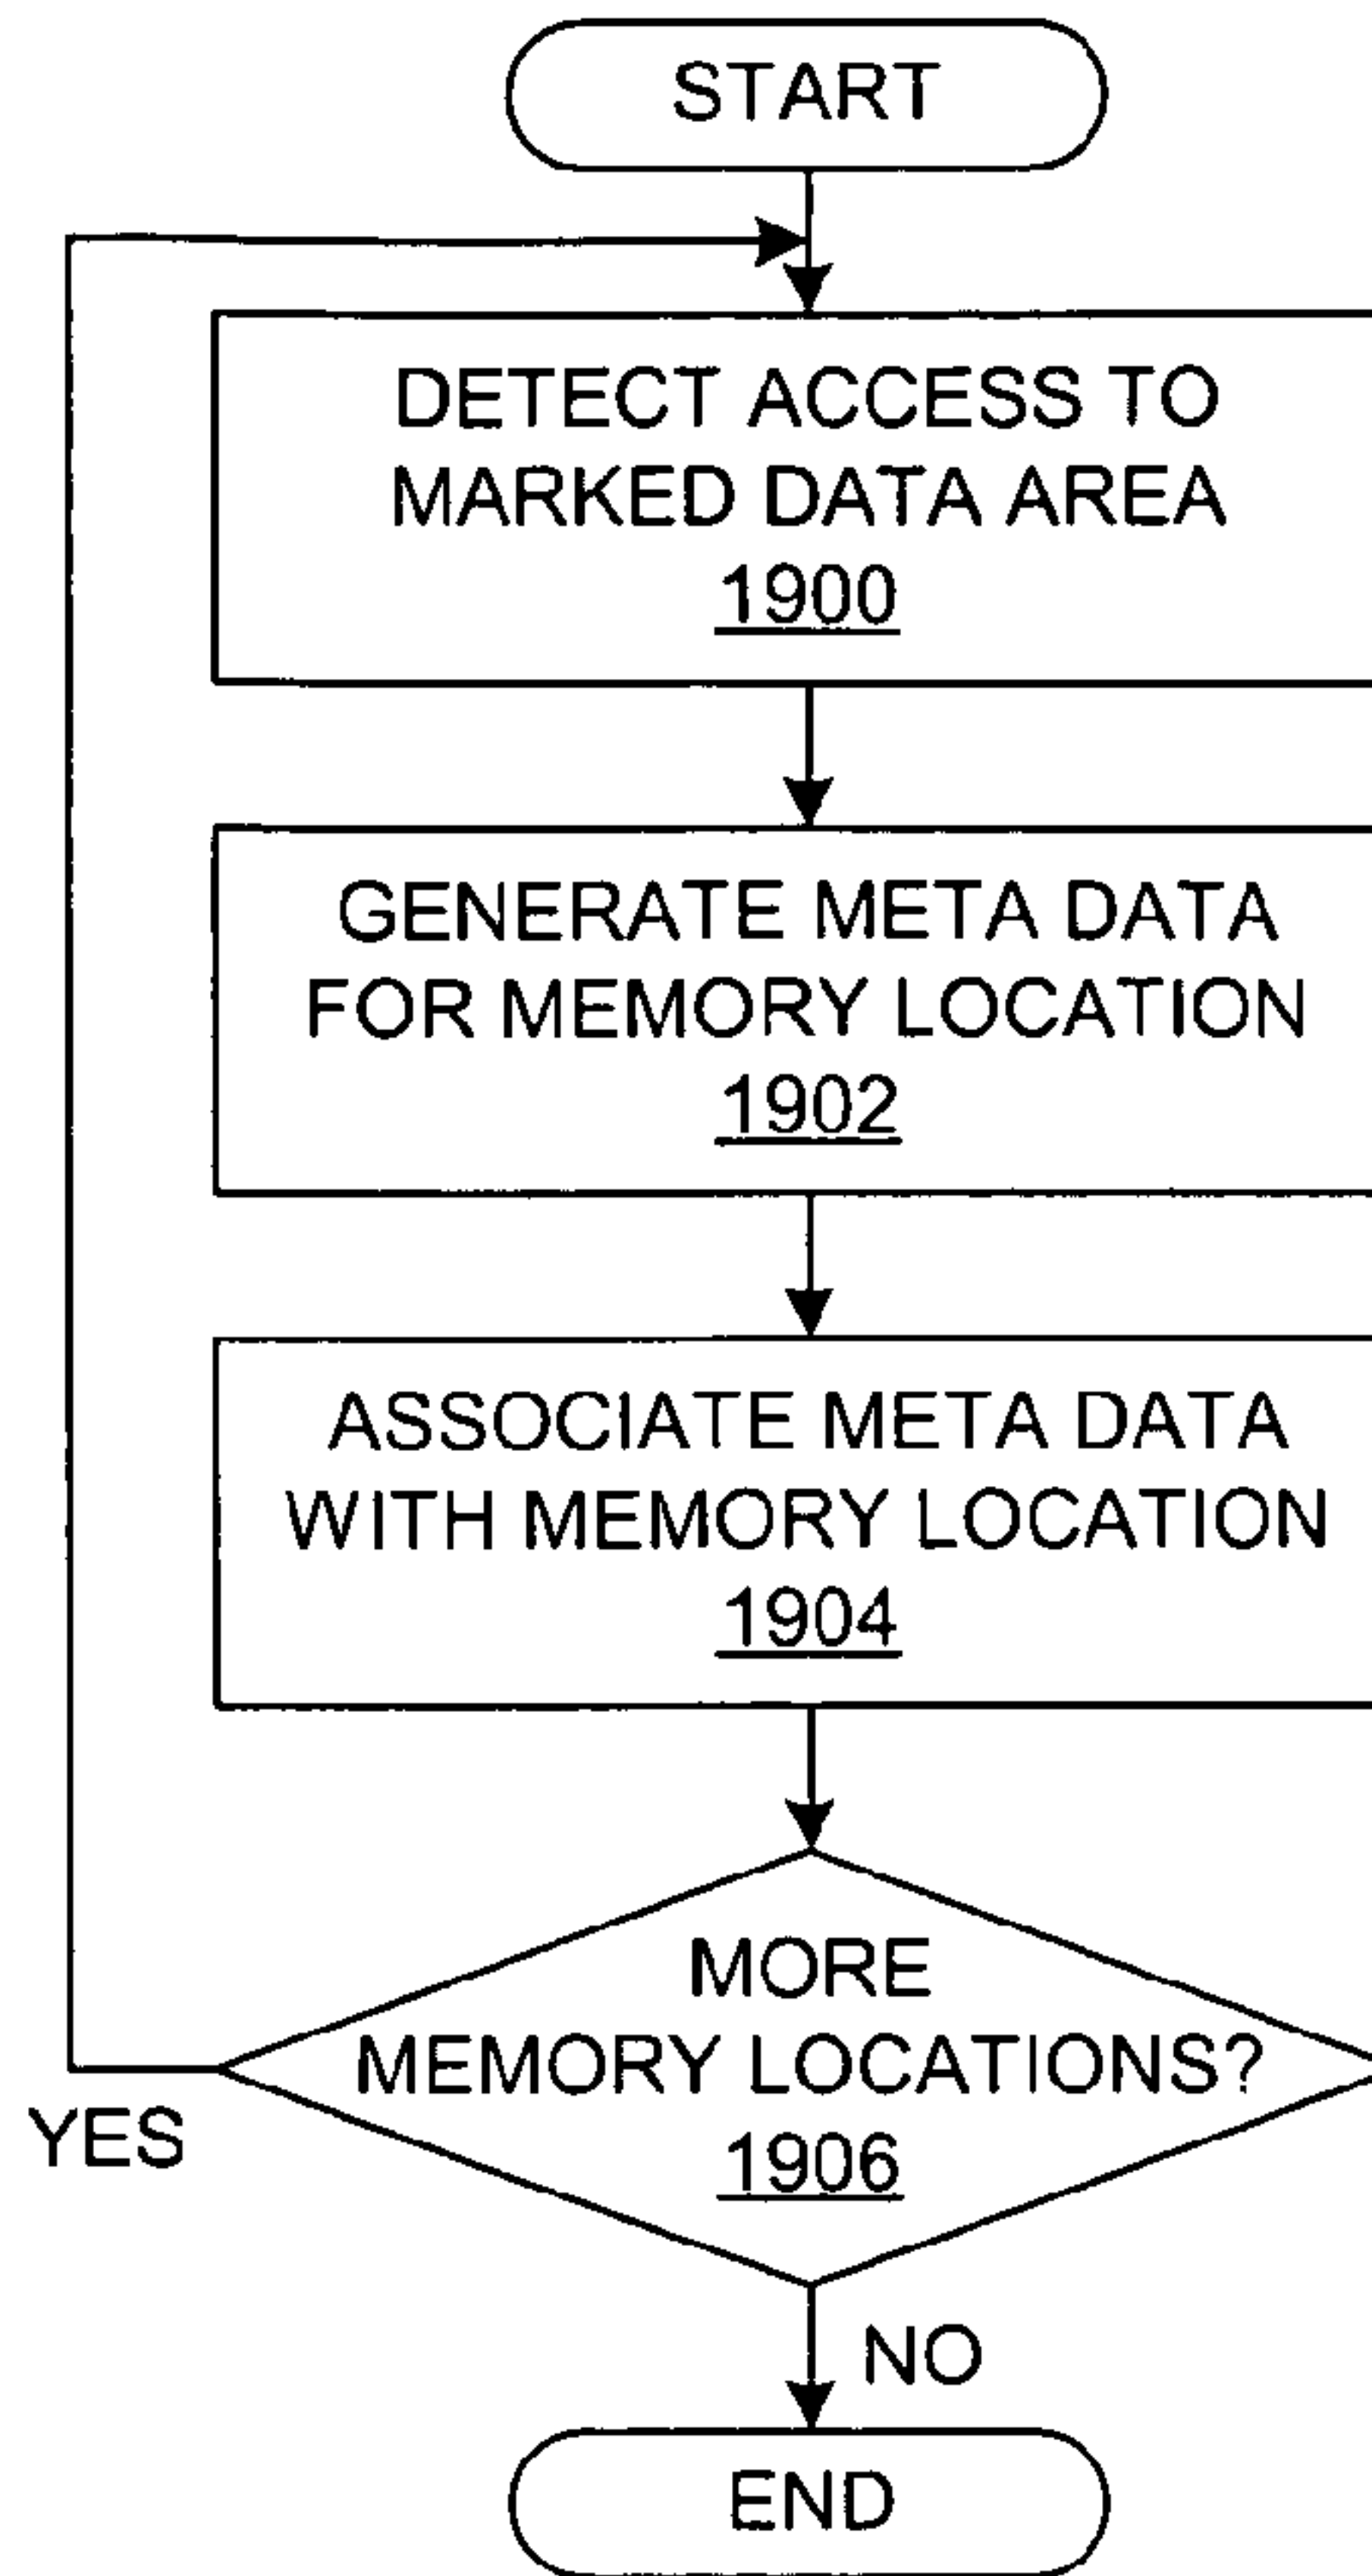 START
DETECT ACCESS TO
MARKED DATA AREA
1900
GENERATE META DATA
FOR MEMORY LOCATION
1902
ASSOCIATE META DATA
WITH MEMORY LOCATION
1904
MORE
MEMORY LOCATIONS?
1906
YES
NO
END